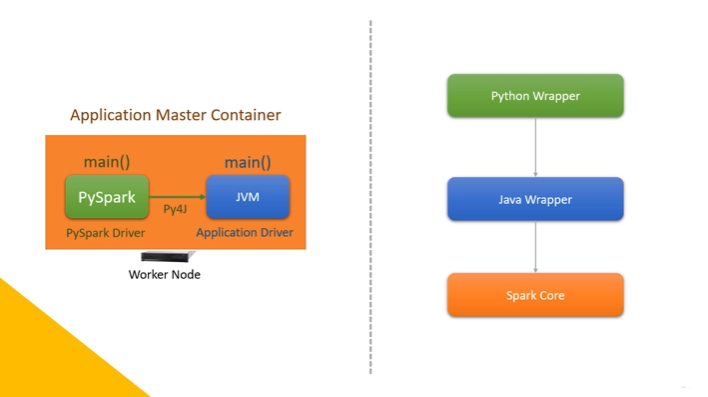 Application Master Container
main()
main()
PySpark
Py4J
JVM
PySpark Driver
Application Driver
Worker Node
Python Wrapper
Java Wrapper
Spark Core